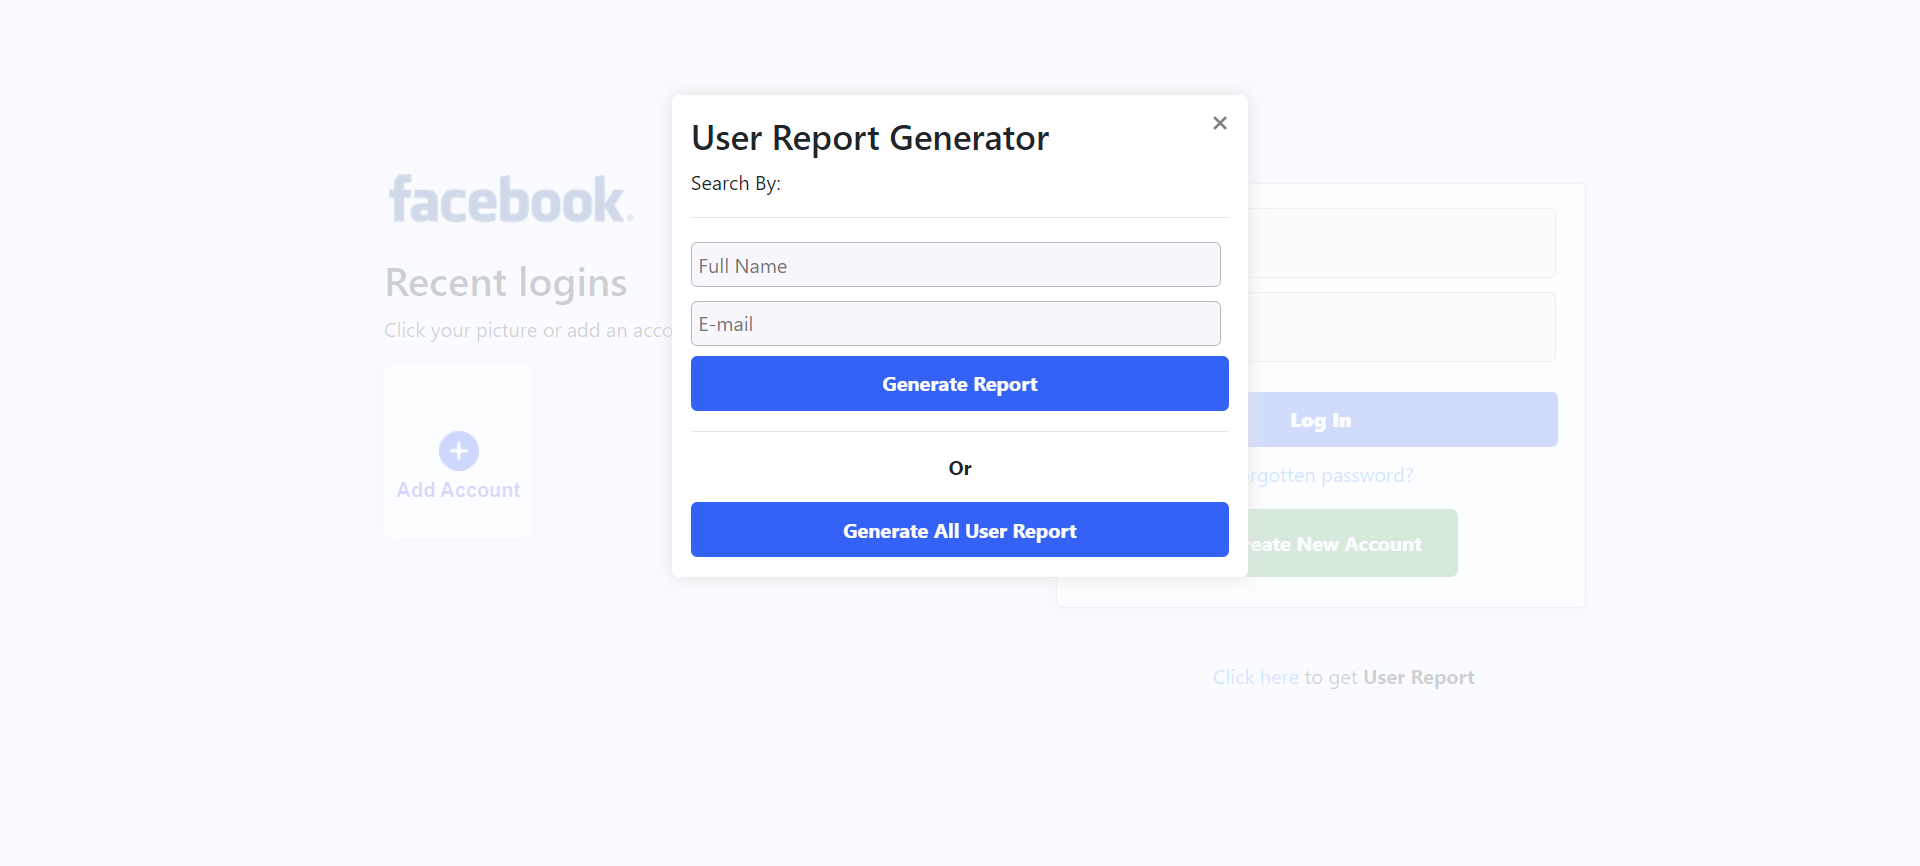 User Report Generator
×
Search By:
Full Name
E-mail
Generate Report
Or
Generate All User Report
facebook.
Recent logins
Click your picture or add an acco
Add Account
Log In
rgotten password?
reate New Account
Click here to get User Report